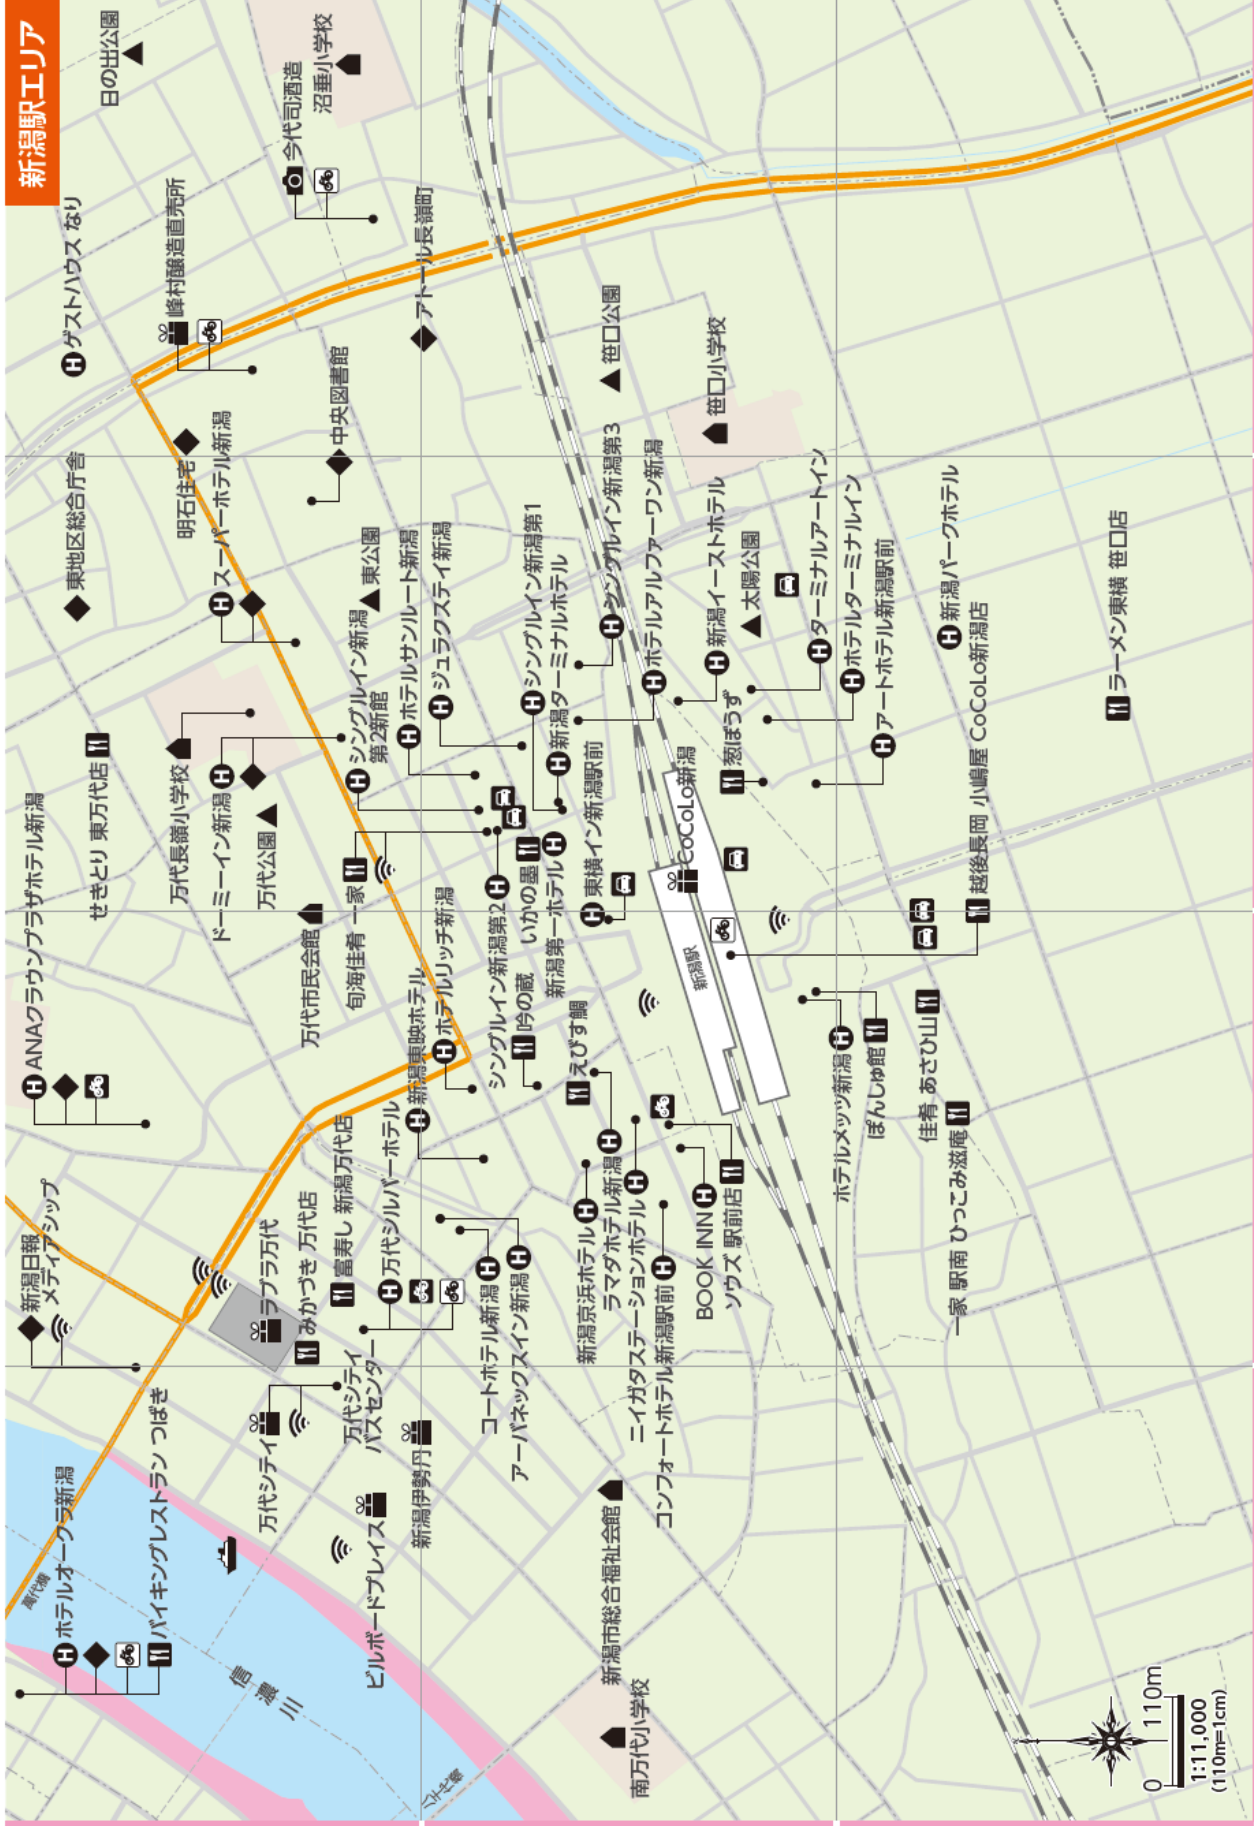 新潟駅エリア
日の出公園
沼垂小学校
今代司酒造
ゲストハウス なり
峰村醸造直売所
アトール長嶺町
東地区総合庁舎
明石住宅
スーパーホテル新潟
中央図書館
笹口公園
笹口小学校
ANAクラウンプラザホテル新潟
せきとり 東万代店
万代長嶺小学校
ドーミーイン新潟
万代公園
万代市民会館
旬海佳肴 一家
シングルイン新潟
第2新館
東公園
ホテルサンルート新潟
ジュラクステイ新潟
シングルイン新潟第1
新潟ターミナルホテル
シングルイン新潟第3
ホテルアルファーワン新潟
新潟イーストホテル
太陽公園
ターミナルアートイン
ホテルターミナルイン
アートホテル新潟駅前
新潟パークホテル
越後長岡 小嶋屋 CoCoLo新潟店
ラーメン東横 笹口店
葱ぼうず
CoCoLo新潟
東横イン新潟駅前
新潟第一ホテル
いかの墨
シングルイン新潟第2
吟の蔵
ホテルリッチ新潟
新潟東映ホテル
えびす鯛
新潟駅
新潟日報
メディアシップ
ラブラ万代
みかづき 万代店
富寿し 新潟万代店
万代シルバーホテル
万代シテイ
バスセンター
コートホテル新潟
アーバネックスイン新潟
新潟京浜ホテル
ラマダホテル新潟
ニイガタステーションホテル
コンフォートホテル新潟駅前
BOOK INN
ソウズ 駅前店
ホテルメッツ新潟
ぽんしゅ館
佳肴 あさひ山
一家 駅南 ひっこみ滋庵
萬代橋
ホテルオークラ新潟
バイキングレストラン つばき
信濃川
万代シテイ
ビルボードプレイス
新潟伊勢丹
新潟市総合福祉会館
南万代小学校
八千代橋
0 110m
1:11,000
(110m=1cm)